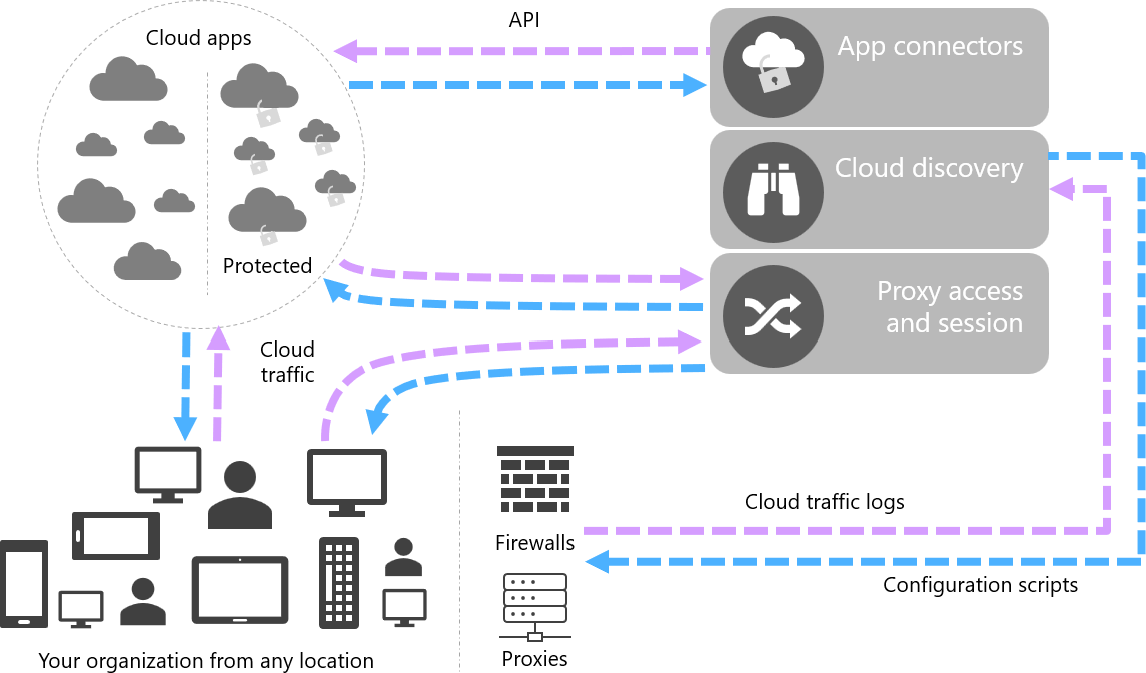 API
Cloud apps
App connectors
Cloud discovery
Protected
Proxy access
and session
Cloud
traffic
Cloud traffic logs
Firewalls
Configuration scripts
Proxies
Your organization from any location